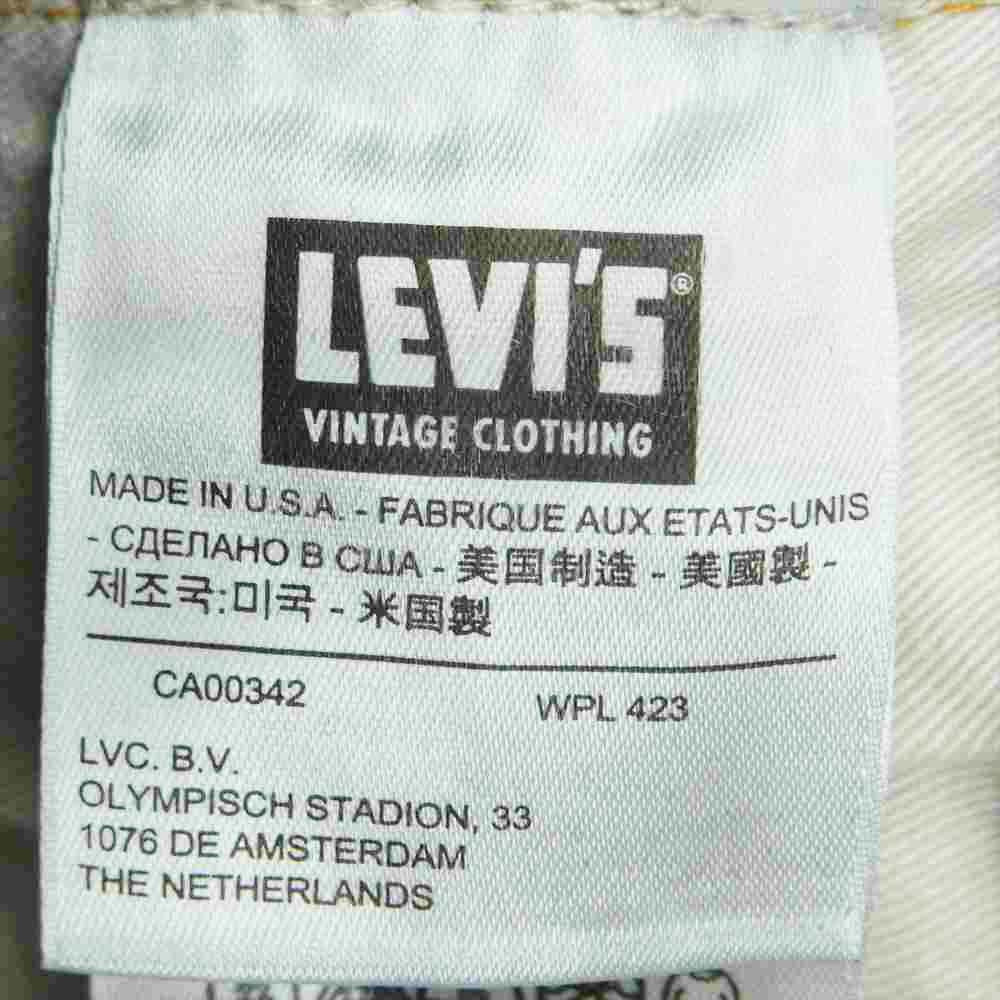 LEVI'S®
VINTAGE CLOTHING
MADE IN U.S.A. - FABRIQUE AUX ETATS-UNIS
- СДЕЛАНО В США - 美国制造 - 美國製 -
제조국:미국 - 米国製
CA00342 WPL 423
LVC. B.V.
OLYMPISCH STADION, 33
1076 DE AMSTERDAM
THE NETHERLANDS